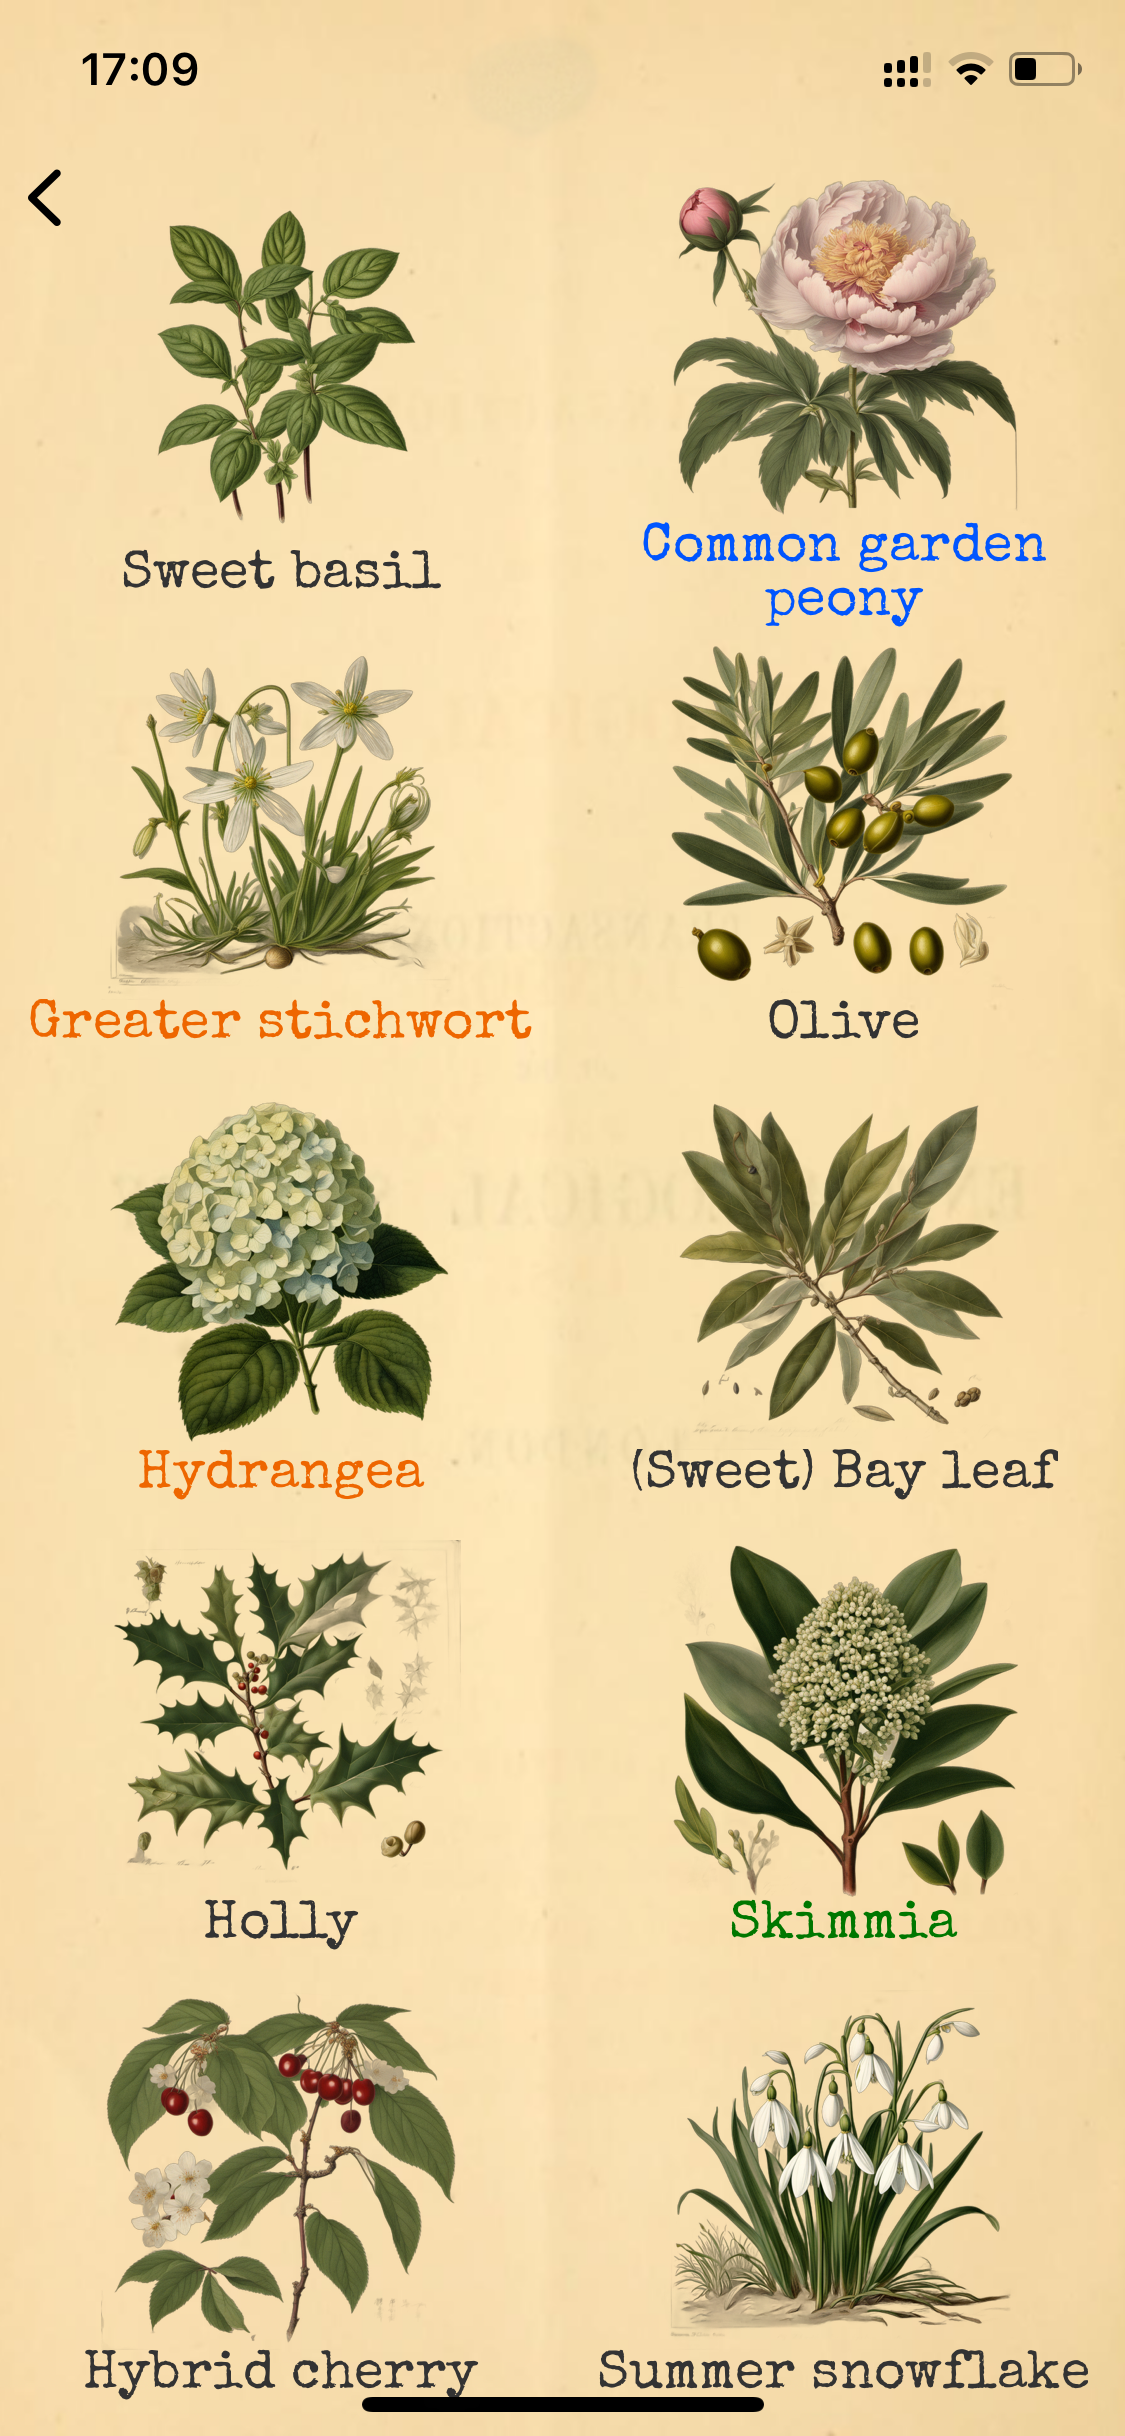 17:09
Sweet basil
Common garden
peony
Greater stichwort
Olive
Hydrangea
(Sweet) Bay leaf
Holly
Skimmia
Hybrid cherry
Summer snowflake